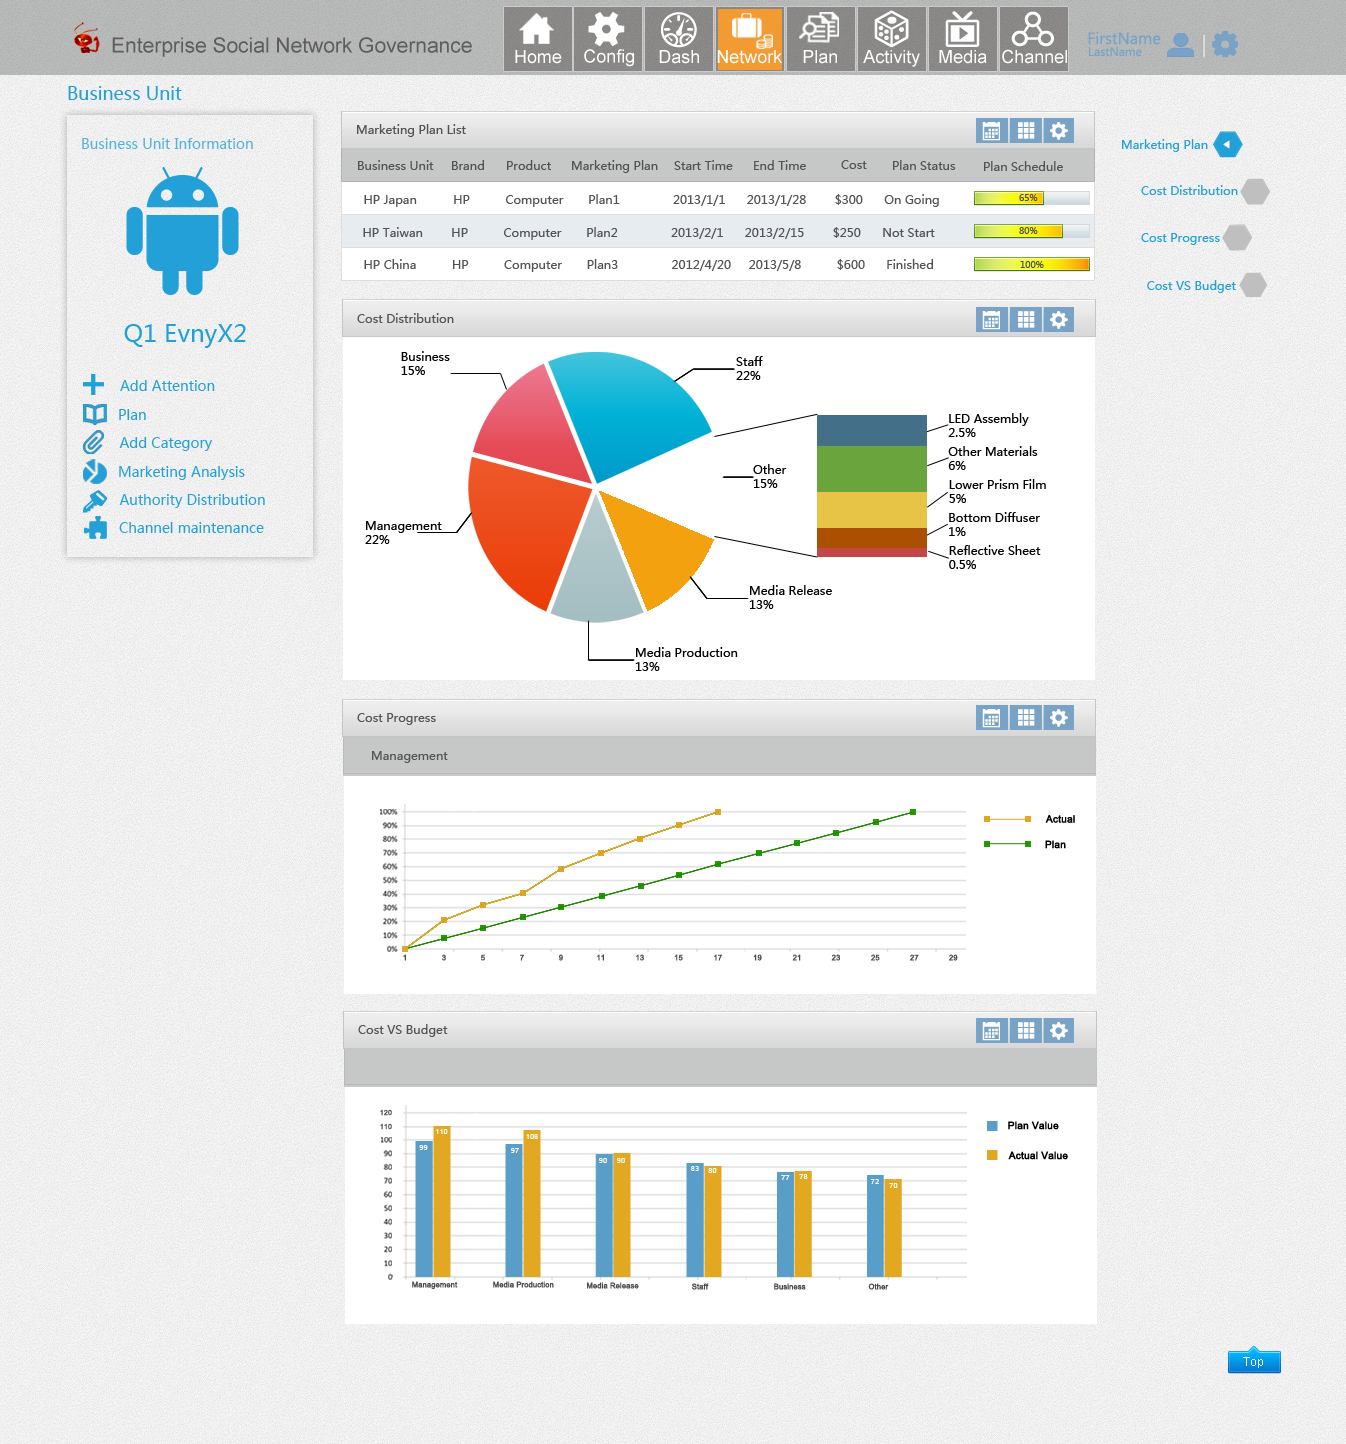 Enterprise Social Network Governance
Home
Config
Dash
Network
Plan
Activity
Media
Channel
FirstName
LastName
Business Unit
Business Unit Information
Q1 EvnyX2
Add Attention
Plan
Add Category
Marketing Analysis
Authority Distribution
Channel maintenance
Marketing Plan List
Business Unit Brand Product Marketing Plan Start Time End Time Cost Plan Status Plan Schedule
HP Japan HP Computer Plan1 2013/1/1 2013/1/28 $300 On Going 65%
HP Taiwan HP Computer Plan2 2013/2/1 2013/2/15 $250 Not Start 80%
HP China HP Computer Plan3 2012/4/20 2013/5/8 $600 Finished 100%
Marketing Plan
Cost Distribution
Cost Progress
Cost VS Budget
Cost Distribution
Business
15%
Staff
22%
Other
15%
Management
22%
Media Release
13%
Media Production
13%
LED Assembly
2.5%
Other Materials
6%
Lower Prism Film
5%
Bottom Diffuser
1%
Reflective Sheet
0.5%
Cost Progress
Management
100%
90%
80%
70%
60%
50%
40%
30%
20%
10%
0%
1 3 5 7 9 11 13 15 17 19 21 23 25 27 29
Actual
Plan
Cost VS Budget
120
110
100
90
80
70
60
50
40
30
20
10
0
99 110
97 108
90 90
83 80
77 78
72 70
Management Media Production Media Release Staff Business Other
Plan Value
Actual Value
Top